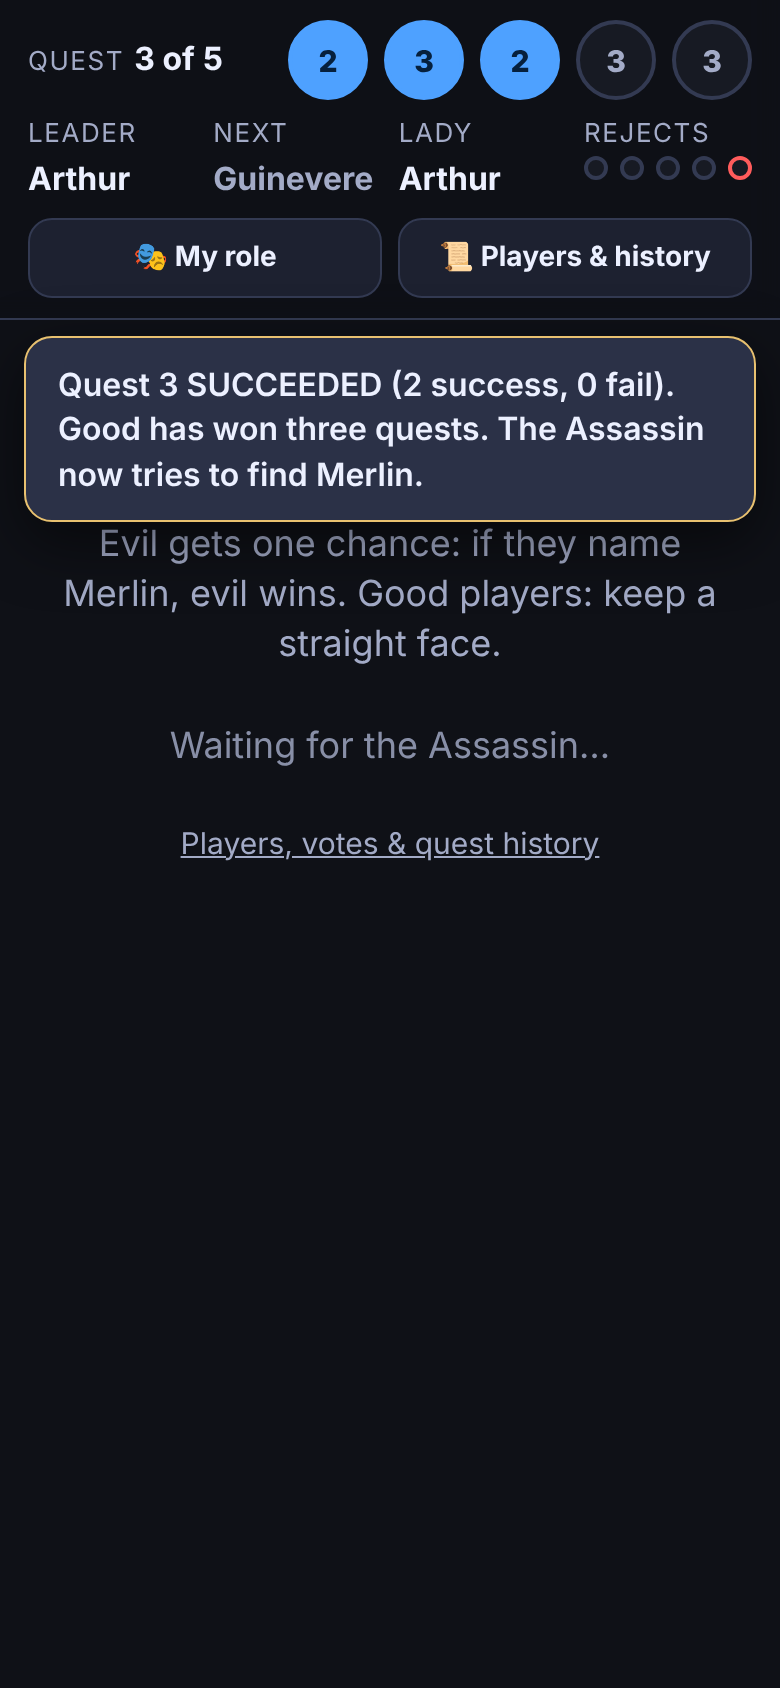 QUEST 3 of 5
2 3 2 3 3
LEADER NEXT LADY REJECTS
Arthur Guinevere Arthur
🎭 My role
📜 Players & history
Quest 3 SUCCEEDED (2 success, 0 fail).
Good has won three quests. The Assassin
now tries to find Merlin.
Evil gets one chance: if they name
Merlin, evil wins. Good players: keep a
straight face.
Waiting for the Assassin...
Players, votes & quest history